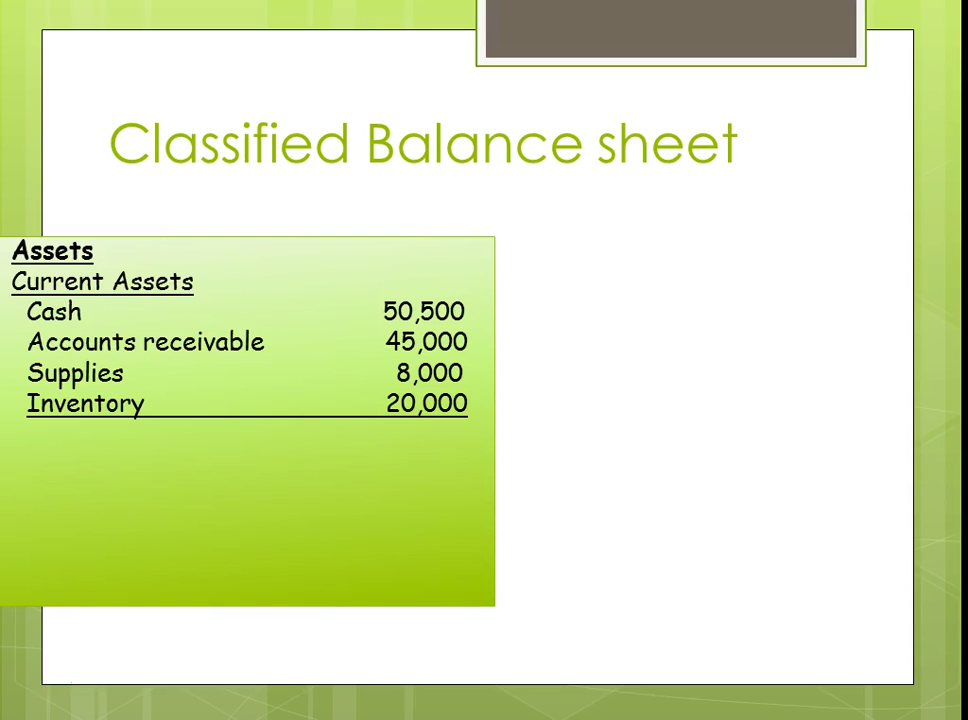 Classified Balance sheet
Assets
Current Assets
Cash 50,500
Accounts receivable 45,000
Supplies 8,000
Inventory 20,000